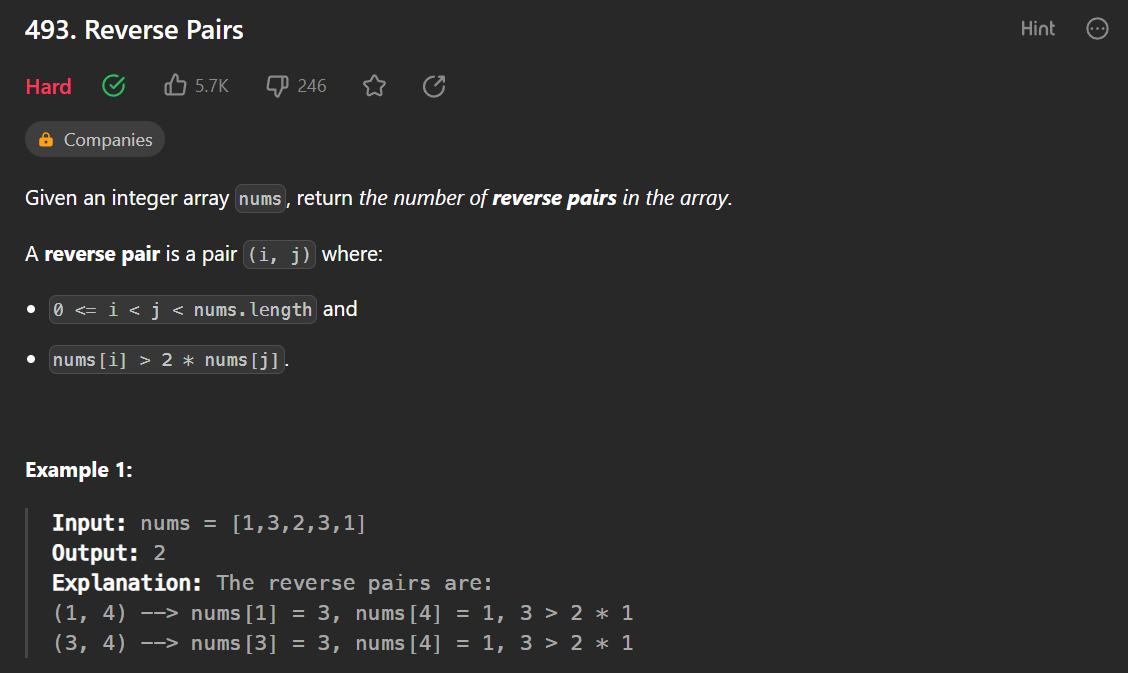 493. Reverse Pairs
Hint
Hard
5.7K
246
Companies
Given an integer array nums, return the number of reverse pairs in the array.
A reverse pair is a pair (i, j) where:
• 0 <= i < j < nums.length and
• nums[i] > 2 * nums[j].
Example 1:
Input: nums = [1,3,2,3,1]
Output: 2
Explanation: The reverse pairs are:
(1, 4) --> nums[1] = 3, nums[4] = 1, 3 > 2 * 1
(3, 4) --> nums[3] = 3, nums[4] = 1, 3 > 2 * 1